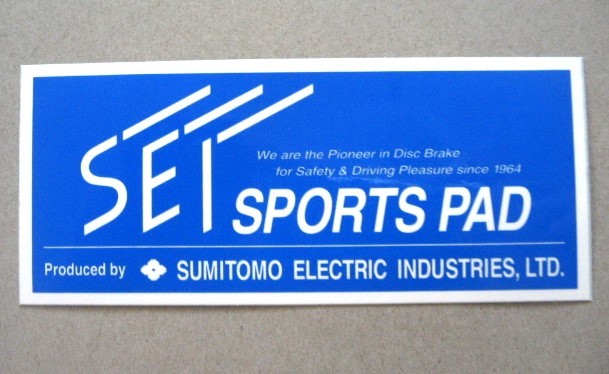 SET
We are the Pioneer in Disc Brake
for Safety & Driving Pleasure since 1964
SPORTS PAD
Produced by SUMITOMO ELECTRIC INDUSTRIES, LTD.